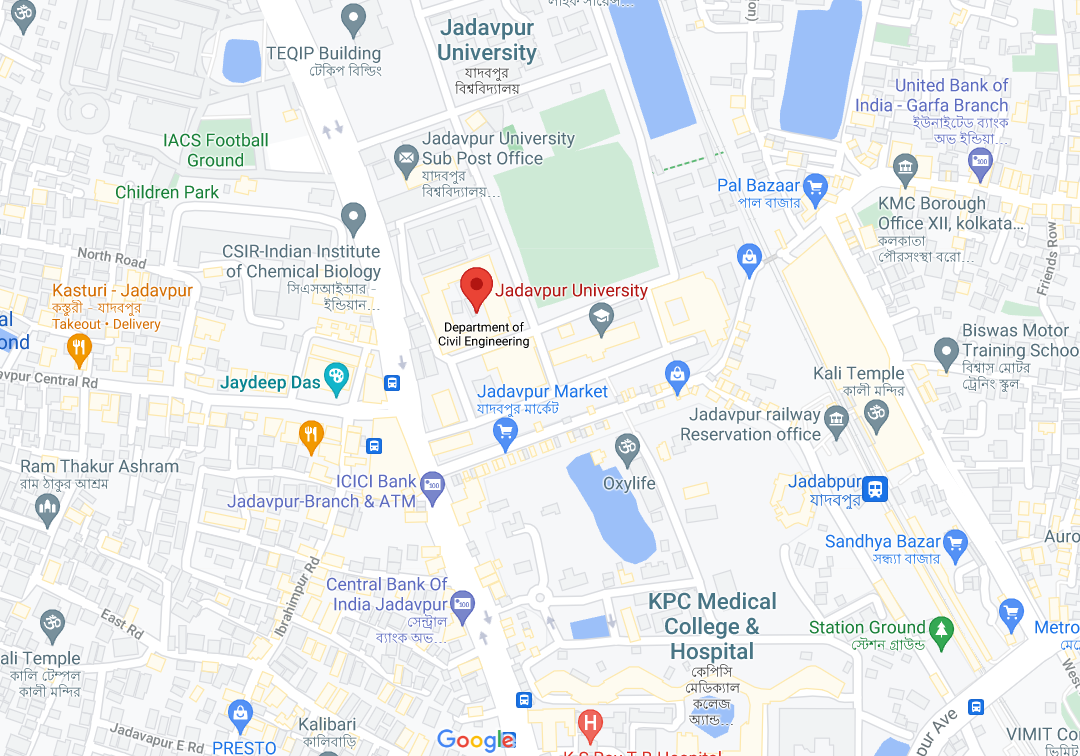 Jadavpur
University
যাদবপুর
বিশ্ববিদ্যালয়
TEQIP Building
টেকিপ বিল্ডিং
United Bank of
India - Garfa Branch
ইউনাইটেড ব্যাংক
অভ ইন্ডিয়া...
IACS Football
Ground
Jadavpur University
Sub Post Office
যাদবপুর
বিশ্ববিদ্যালয়...
Children Park
Pal Bazaar
পাল বাজার
KMC Borough
Office XII, kolkata...
কলকাতা
পৌরসংস্থা বরো...
Friends Row
North Road
CSIR-Indian Institute
of Chemical Biology
সিএসআইআর -
ইন্ডিয়ান...
Kasturi - Jadavpur
কস্তুরী - যাদবপুর
Takeout • Delivery
Jadavpur University
Department of
Civil Engineering
al
ond
Biswas Motor
Training Schoo
বিশ্বাস মোটর
ট্রেনিং স্কুল
avpur Central Rd
Jaydeep Das
Jadavpur Market
যাদবপুর মার্কেট
Kali Temple
কালী মন্দির
Jadavpur railway
Reservation office
Ram Thakur Ashram
রাম ঠাকুর আশ্রম
ICICI Bank
Jadavpur-Branch & ATM
Oxylife
Jadabpur
যাদবপুর
Sandhya Bazar
সন্ধ্যা বাজার
Auro
Ibrahimpur Rd
Central Bank Of
India Jadavpur
সেন্ট্রাল
ব্যাংক অভ...
East Rd
KPC Medical
College &
Hospital
কেপিসি
মেডিক্যাল
কলেজ
অ্যান্ড...
Station Ground
স্টেশন গ্রাউন্ড
Metro
মে
ali Temple
কালি টেম্পল
কালী মন্দির
West
Jadavapur E Rd
PRESTO
Kalibari
কালিবাড়ি
Google
H
K S Roy T B Hospital
pur Ave
VIMIT Co
ভিমিট